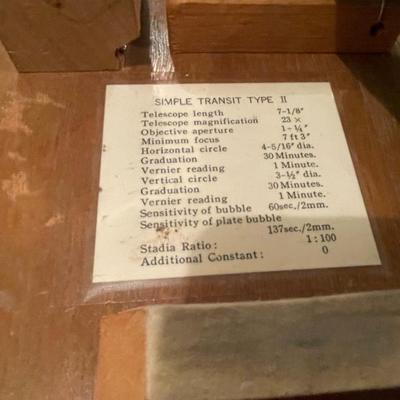 SIMPLE TRANSIT TYPE II
Telescope length 7-1/8"
Telescope magnification 23 ×
Objective aperture 1-¼"
Minimum focus 7 ft 3"
Horizontal circle 4-5/16" dia.
Graduation 30 Minutes.
Vernier reading 1 Minute.
Vertical circle 3-½" dia.
Graduation 30 Minutes.
Vernier reading 1 Minute.
Sensitivity of bubble 60sec./2mm.
Sensitivity of plate bubble
137sec./2mm.
Stadia Ratio: 1:100
Additional Constant: 0